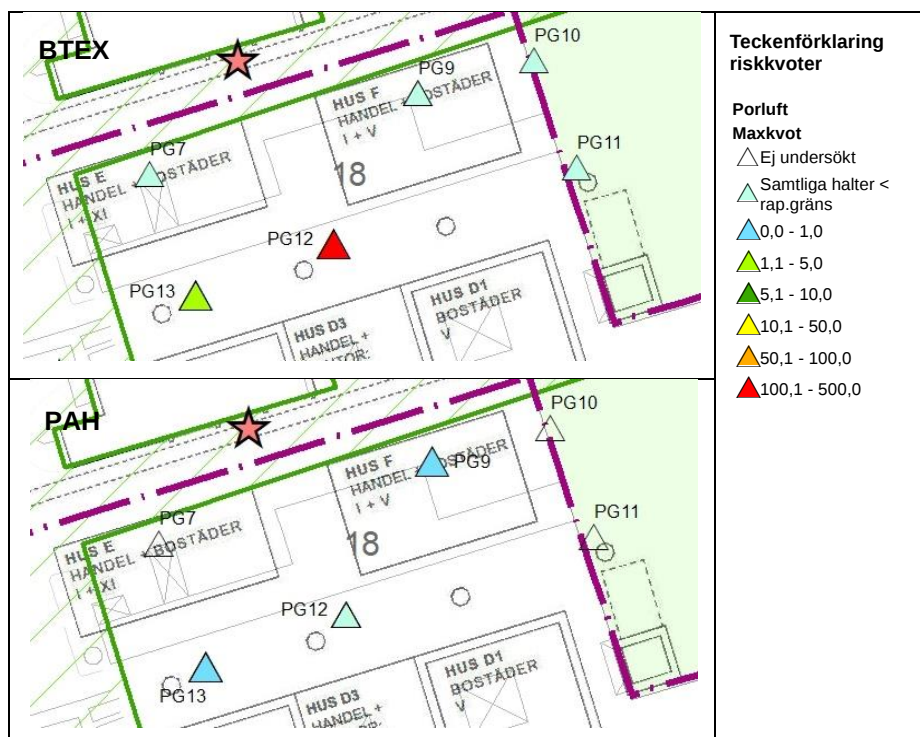 BTEX
PG10
PG9
HUS F
HANDEL + BOSTÄDER
I + V
PG11
PG7
HUS E
HANDEL + BOSTÄDER
I + XI
18
PG12
PG13
HUS D1
BOSTÄDER
V
HUS D3
HANDEL +
PAH
PG10
PG9
HUS F
HANDEL + BOSTÄDER
I + V
PG11
PG7
HUS E
HANDEL + BOSTÄDER
I + XI
18
PG12
PG13
HUS D1
BOSTÄDER
V
HUS D3
HANDEL +
Teckenförklaring
riskkvoter
Porluft
Maxkvot
Ej undersökt
Samtliga halter <
rap.gräns
0,0 - 1,0
1,1 - 5,0
5,1 - 10,0
10,1 - 50,0
50,1 - 100,0
100,1 - 500,0